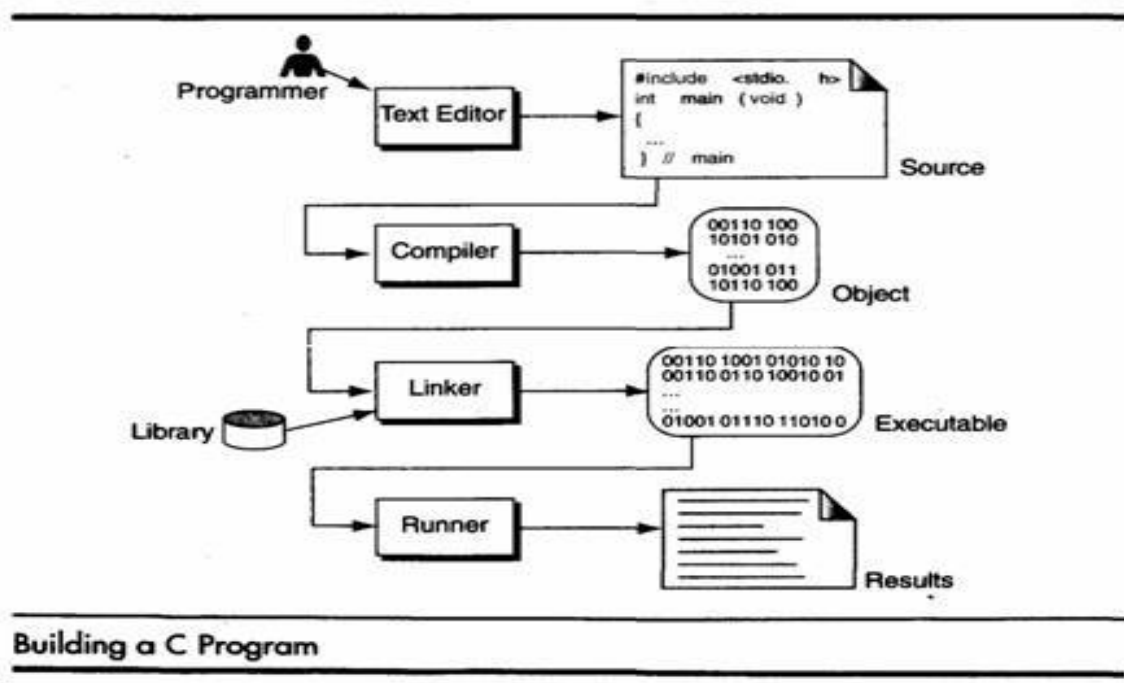 Programmer
Text Editor
#include <stdio. h>
int main ( void )
{
...
} // main
Source
Compiler
00110 100
10101 010
...
01001 011
10110 100
Object
Linker
Library
00110 1001 01010 10
00110 0110 10010 01
...
...
01001 01110 11010 0
Executable
Runner
Results
Building a C Program